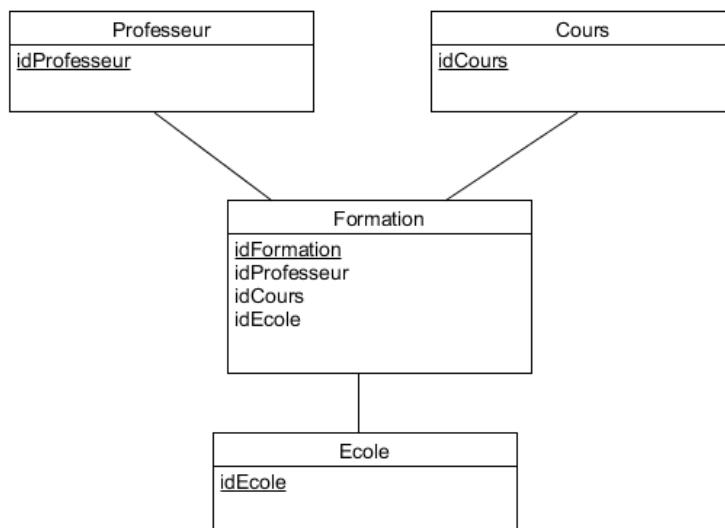 Professeur
idProfesseur
Cours
idCours
Formation
idFormation
idProfesseur
idCours
idEcole
Ecole
idEcole